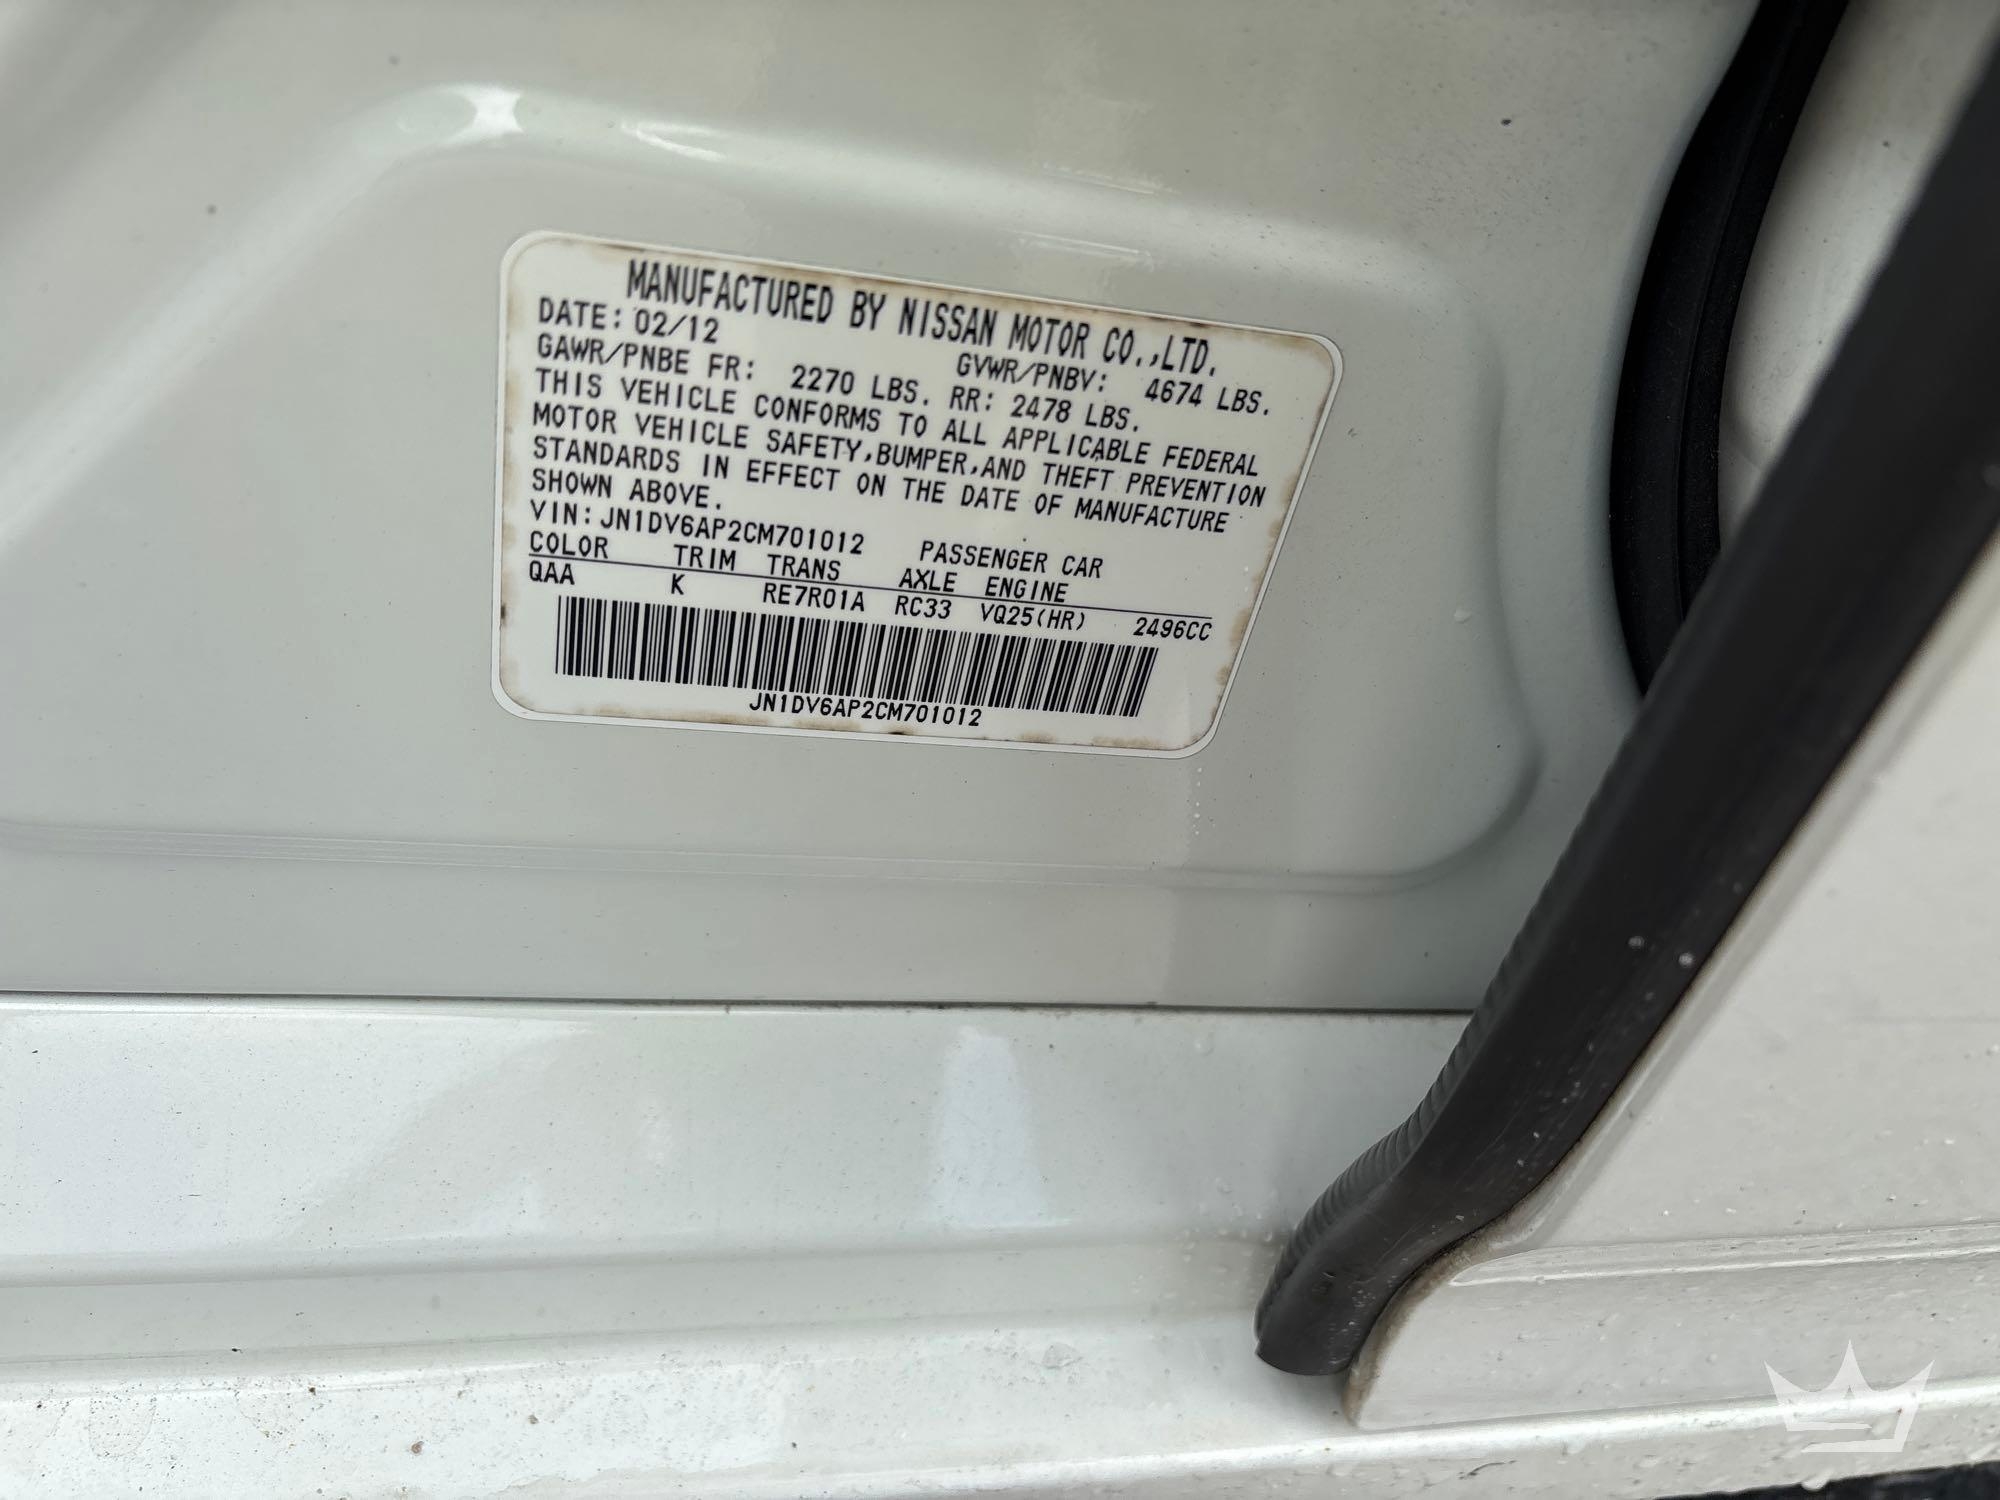 MANUFACTURED BY NISSAN MOTOR CO.,LTD.
DATE: 02/12 GVWR/PNBV: 4674 LBS.
GAWR/PNBE FR: 2270 LBS. RR: 2478 LBS.
THIS VEHICLE CONFORMS TO ALL APPLICABLE FEDERAL
MOTOR VEHICLE SAFETY,BUMPER,AND THEFT PREVENTION
STANDARDS IN EFFECT ON THE DATE OF MANUFACTURE
SHOWN ABOVE.
VIN: JN1DV6AP2CM701012 PASSENGER CAR
COLOR TRIM TRANS AXLE ENGINE
QAA K RE7R01A RC33 VQ25(HR) 2496CC
JN1DV6AP2CM701012